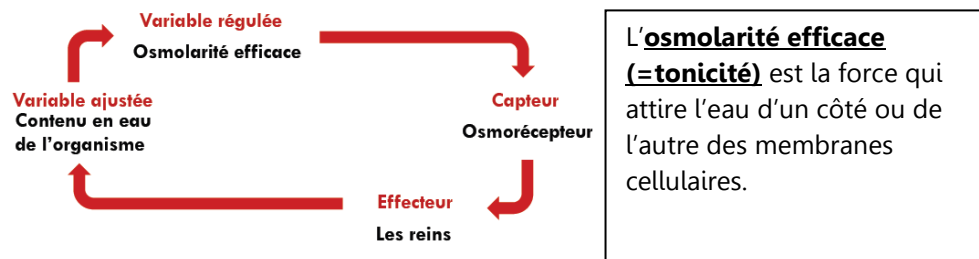 Variable régulée
Osmolarité efficace
Variable ajustée
Contenu en eau
de l'organisme
Capteur
Osmorécepteur
Effecteur
Les reins
L'osmolarité efficace
(=tonicité) est la force qui
attire l'eau d'un côté ou de
l'autre des membranes
cellulaires.